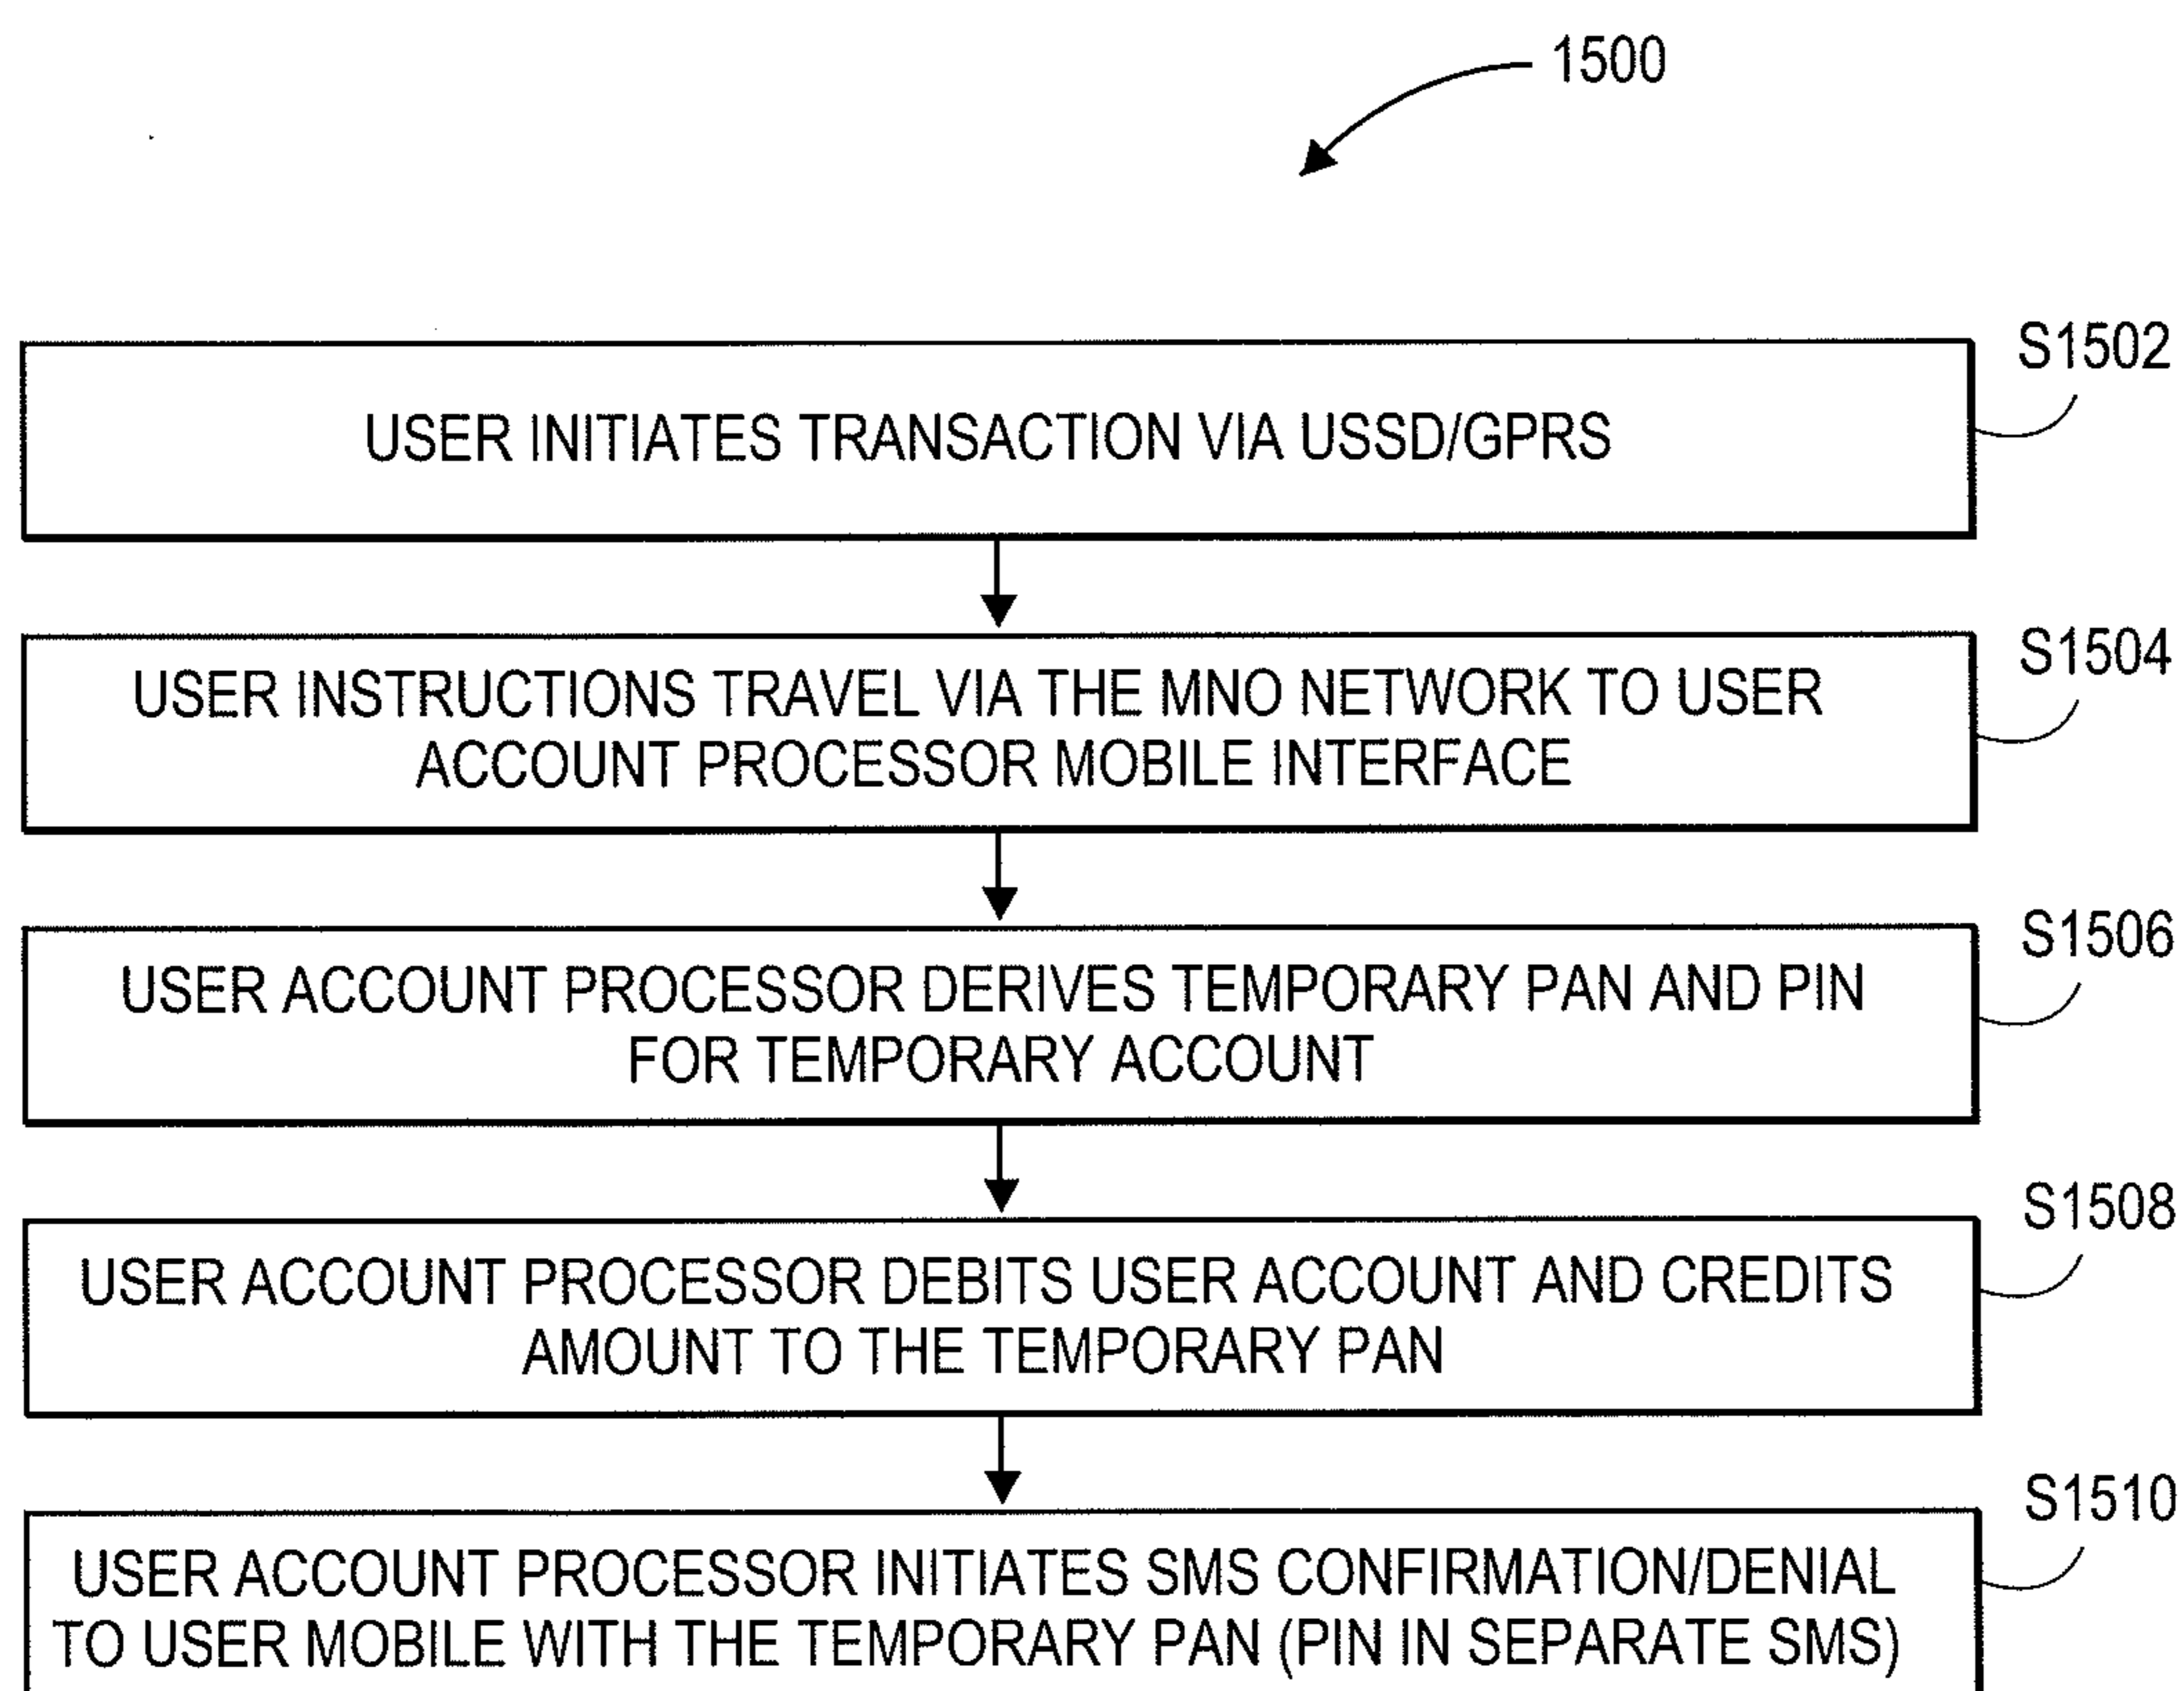 1500
S1502
USER INITIATES TRANSACTION VIA USSD/GPRS
S1504
USER INSTRUCTIONS TRAVEL VIA THE MNO NETWORK TO USER
ACCOUNT PROCESSOR MOBILE INTERFACE
S1506
USER ACCOUNT PROCESSOR DERIVES TEMPORARY PAN AND PIN
FOR TEMPORARY ACCOUNT
S1508
USER ACCOUNT PROCESSOR DEBITS USER ACCOUNT AND CREDITS
AMOUNT TO THE TEMPORARY PAN
S1510
USER ACCOUNT PROCESSOR INITIATES SMS CONFIRMATION/DENIAL
TO USER MOBILE WITH THE TEMPORARY PAN (PIN IN SEPARATE SMS)